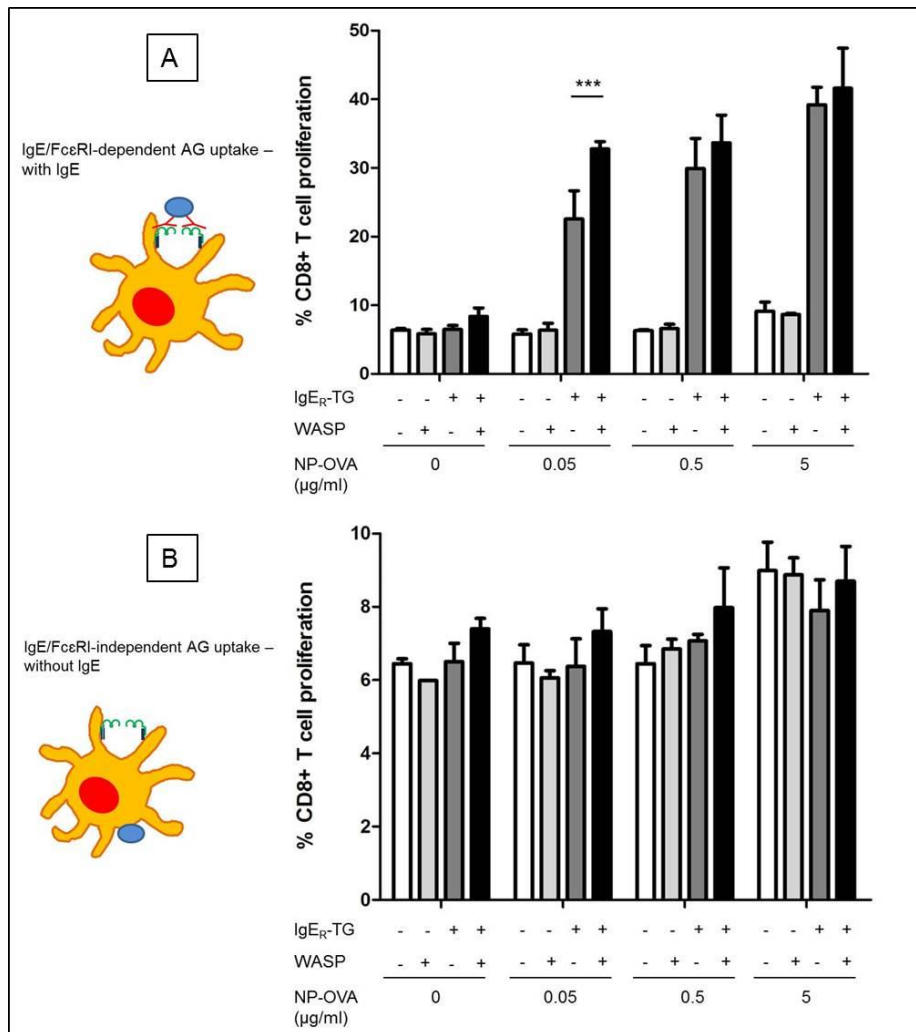 A
IgE/FcεRI-dependent AG uptake –
with IgE
% CD8+ T cell proliferation
50
40
30
20
10
0
***
IgER-TG - - + + - - + + - - + + - - + +
WASP - + - + - + - + - + - + - + - +
NP-OVA 0 0.05 0.5 5
(µg/ml)
B
IgE/FcεRI-independent AG uptake –
without IgE
% CD8+ T cell proliferation
10
8
6
4
2
0
IgER-TG - - + + - - + + - - + + - - + +
WASP - + - + - + - + - + - + - + - +
NP-OVA 0 0.05 0.5 5
(µg/ml)